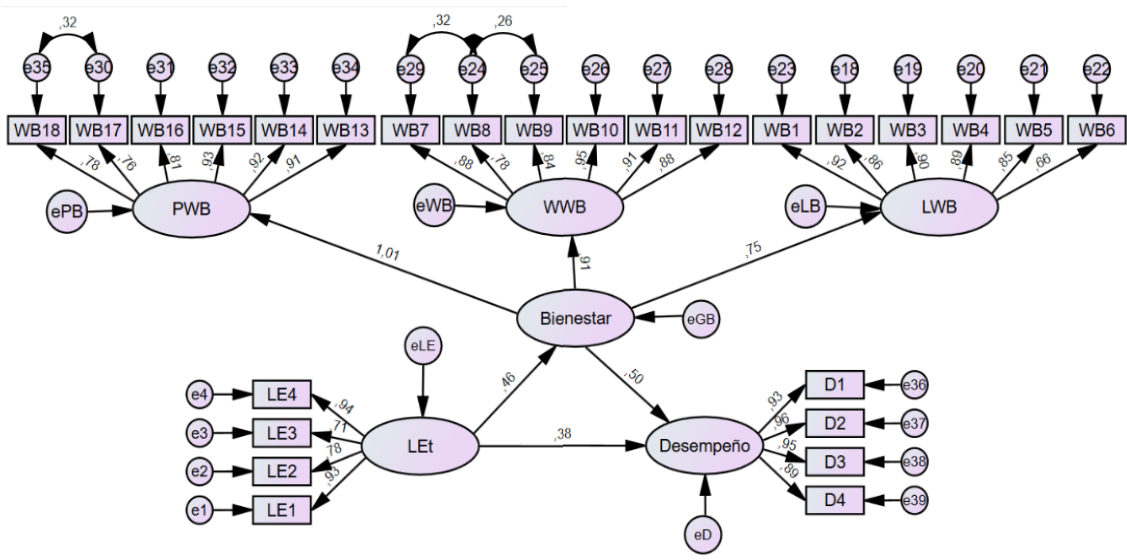 ,32 ,32 ,26
e35 e30 e31 e32 e33 e34 e29 e24 e25 e26 e27 e28 e23 e18 e19 e20 e21 e22
WB18 WB17 WB16 WB15 WB14 WB13 WB7 WB8 WB9 WB10 WB11 WB12 WB1 WB2 WB3 WB4 WB5 WB6
,78 ,76 ,81 ,93 ,92 ,91 ,88 ,78 ,84 ,95 ,91 ,88 ,92 ,86 ,90 ,89 ,85 ,66
ePB PWB eWB WWB eLB LWB
1,01 ,91 ,75
Bienestar eGB
eLE
,46 ,50
e4 LE4 ,94 ,93 D1 e36
e3 LE3 ,71 ,96 D2 e37
LEt ,38 Desempeño
e2 LE2 ,78 ,95 D3 e38
e1 LE1 ,93 ,89 D4 e39
eD